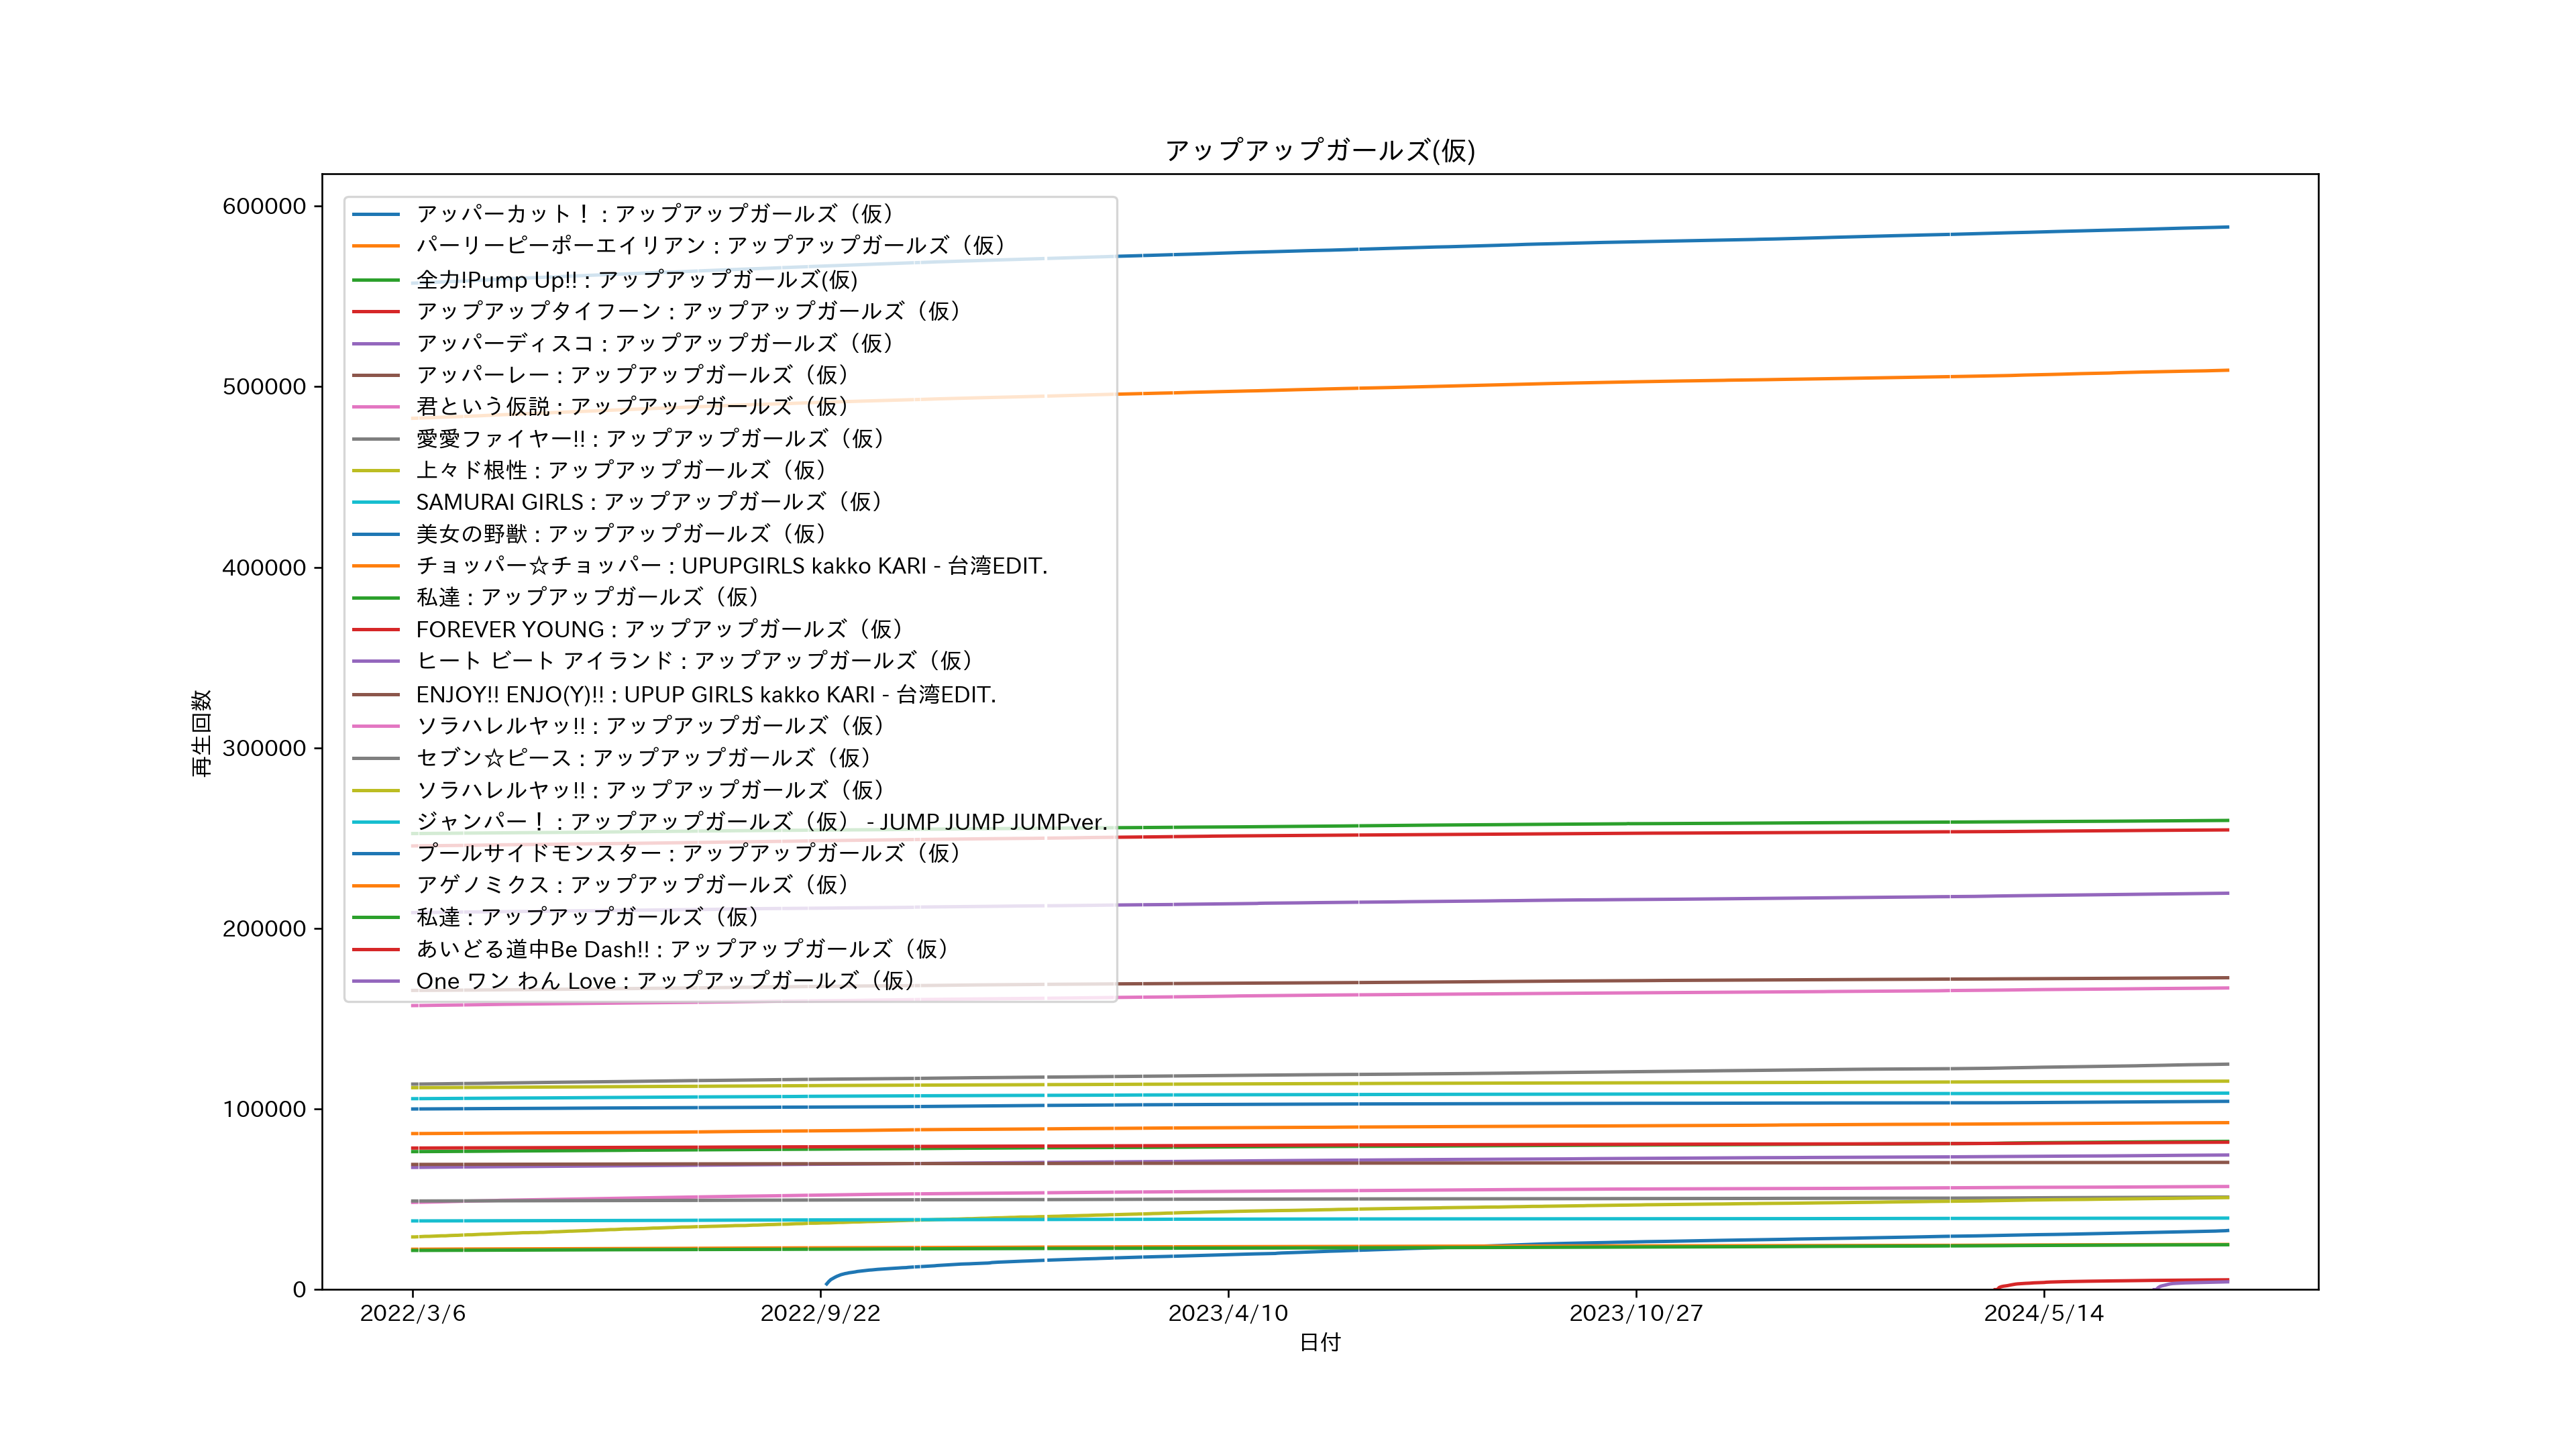 アップアップガールズ(仮)
600000
500000
400000
300000
200000
100000
0
再生回数
アッパーカット！ : アップアップガールズ（仮）
パーリーピーポーエイリアン : アップアップガールズ（仮）
全力!Pump Up!! : アップアップガールズ(仮)
アップアップタイフーン : アップアップガールズ（仮）
アッパーディスコ : アップアップガールズ（仮）
アッパーレー : アップアップガールズ（仮）
君という仮説 : アップアップガールズ（仮）
愛愛ファイヤー!! : アップアップガールズ（仮）
上々ド根性 : アップアップガールズ（仮）
SAMURAI GIRLS : アップアップガールズ（仮）
美女の野獣 : アップアップガールズ（仮）
チョッパー☆チョッパー : UPUPGIRLS kakko KARI - 台湾EDIT.
私達 : アップアップガールズ（仮）
FOREVER YOUNG : アップアップガールズ（仮）
ヒート ビート アイランド : アップアップガールズ（仮）
ENJOY!! ENJO(Y)!! : UPUP GIRLS kakko KARI - 台湾EDIT.
ソラハレルヤッ!! : アップアップガールズ（仮）
セブン☆ピース : アップアップガールズ（仮）
ソラハレルヤッ!! : アップアップガールズ（仮）
ジャンパー！ : アップアップガールズ（仮） - JUMP JUMP JUMPver.
プールサイドモンスター : アップアップガールズ（仮）
アゲノミクス : アップアップガールズ（仮）
私達 : アップアップガールズ（仮）
あいどる道中Be Dash!! : アップアップガールズ（仮）
One ワン わん Love : アップアップガールズ（仮）
2022/3/6
2022/9/22
2023/4/10
2023/10/27
2024/5/14
日付